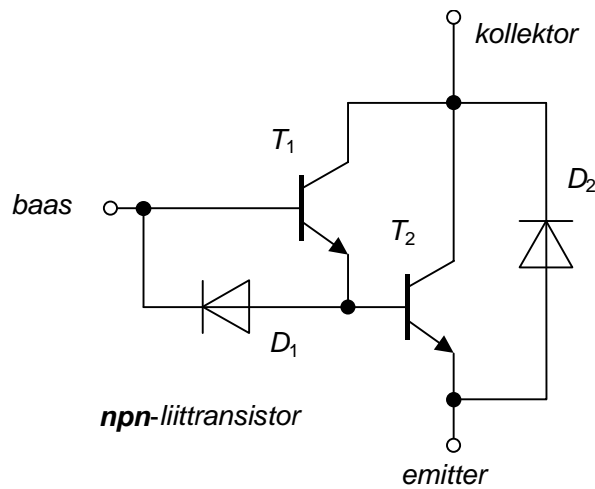 kollektor
T1
D2
baas
T2
D1
npn-liittransistor
emitter